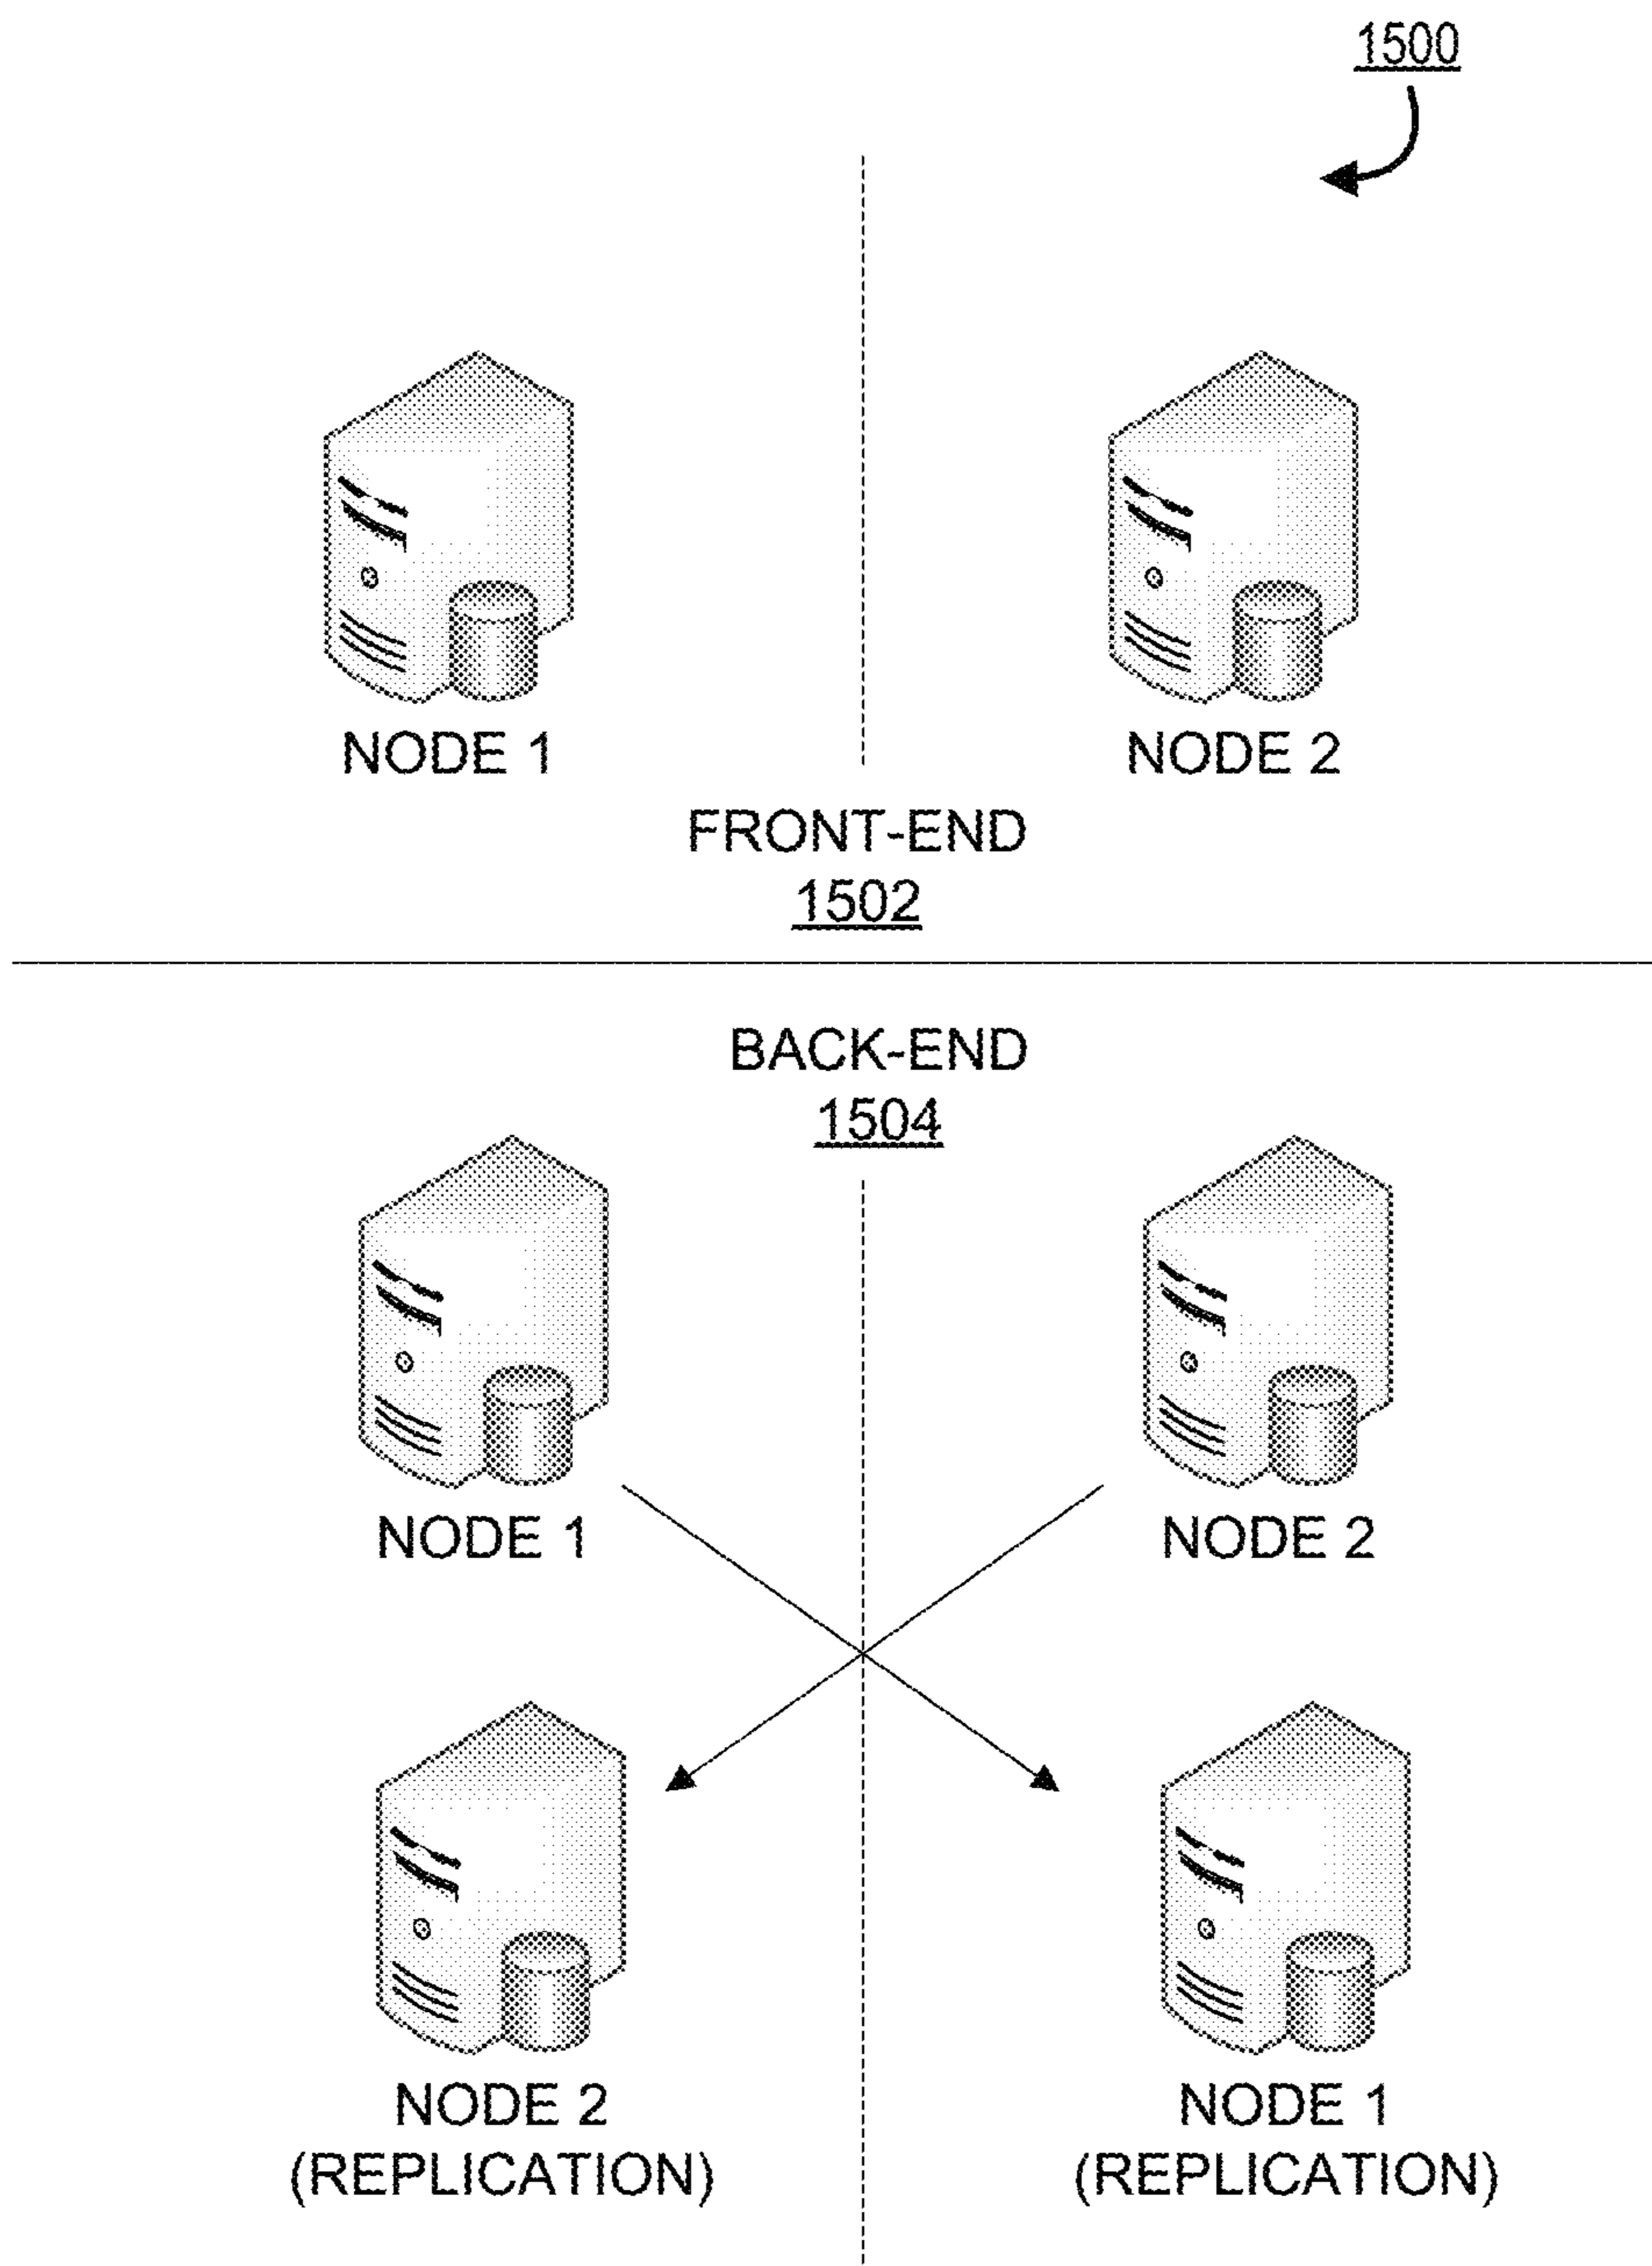 1500
NODE 1
NODE 2
FRONT-END
1502
BACK-END
1504
NODE 1
NODE 2
NODE 2
(REPLICATION)
NODE 1
(REPLICATION)